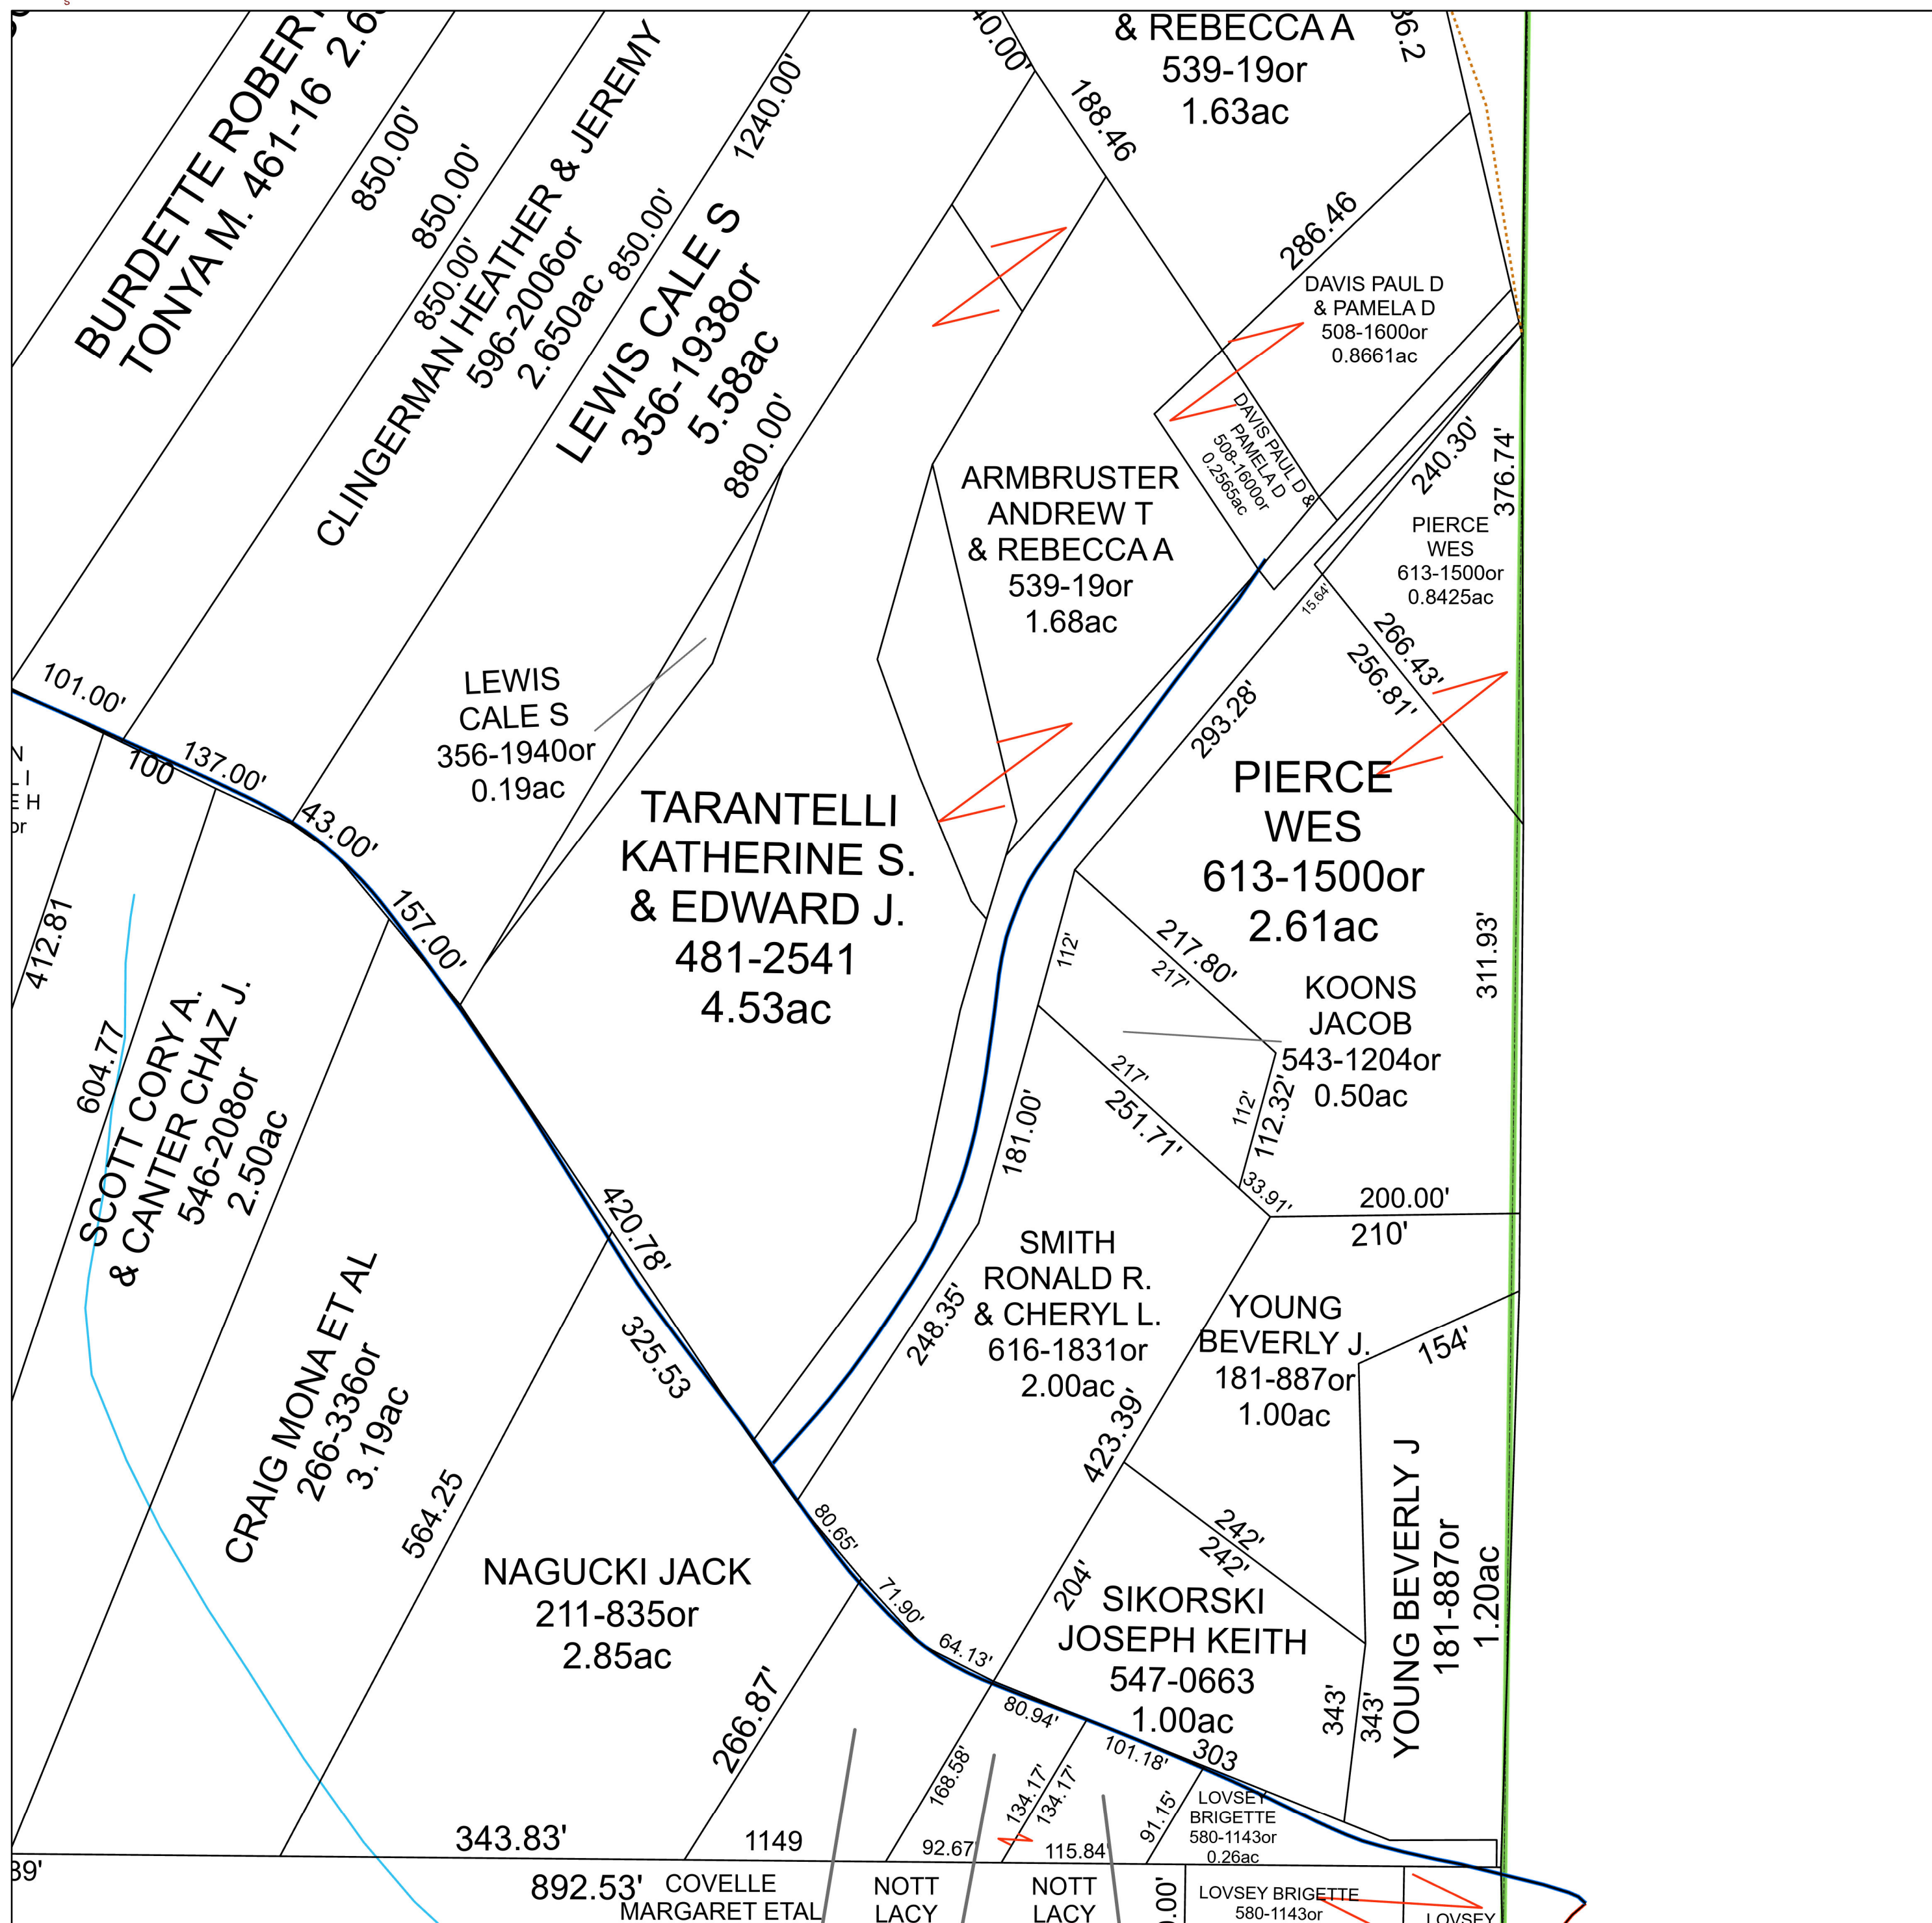 BURDETTE ROBERT
TONYA M. 461-16
850.00'
850.00'
850.00'
CLINGERMAN HEATHER & JEREMY
596-2006or
2.650ac
850.00'
1240.00'
LEWIS CALE S
356-1938or
5.58ac
880.00'
40.00'
188.46
& REBECCA A
539-19or
1.63ac
286.46
DAVIS PAUL D
& PAMELA D
508-1600or
0.8661ac
DAVIS PAUL D &
PAMELA D
508-1600or
0.2565ac
240.30'
376.74'
PIERCE
WES
613-1500or
0.8425ac
15.64'
266.43'
256.81'
ARMBRUSTER
ANDREW T
& REBECCA A
539-19or
1.68ac
293.28'
LEWIS
CALE S
356-1940or
0.19ac
101.00'
100
137.00'
43.00'
157.00'
412.81
TARANTELLI
KATHERINE S.
& EDWARD J.
481-2541
4.53ac
PIERCE
WES
613-1500or
2.61ac
112'
217.80'
217'
311.93'
KOONS
JACOB
543-1204or
0.50ac
217'
251.71'
112'
112.32'
33.91'
181.00'
200.00'
210'
604.77
SCOTT CORY A.
& CANTER CHAZ J.
546-208or
2.50ac
420.78'
325.53
248.35'
SMITH
RONALD R.
& CHERYL L.
616-1831or
2.00ac
YOUNG
BEVERLY J.
181-887or
1.00ac
154'
423.39'
CRAIG MONA ET AL
266-336or
3.19ac
564.25
YOUNG BEVERLY J
181-887or
1.20ac
NAGUCKI JACK
211-835or
2.85ac
80.65'
71.90'
64.13'
242'
242'
204'
SIKORSKI
JOSEPH KEITH
547-0663
1.00ac
343'
343'
266.87'
80.94'
101.18'
303
168.58'
134.17'
134.17'
91.15'
LOVSEY
BRIGETTE
580-1143or
0.26ac
343.83'
1149
92.67'
115.84'
892.53'
COVELLE
MARGARET ETAL
NOTT
LACY
NOTT
LACY
LOVSEY BRIGETTE
580-1143or
LOVSEY